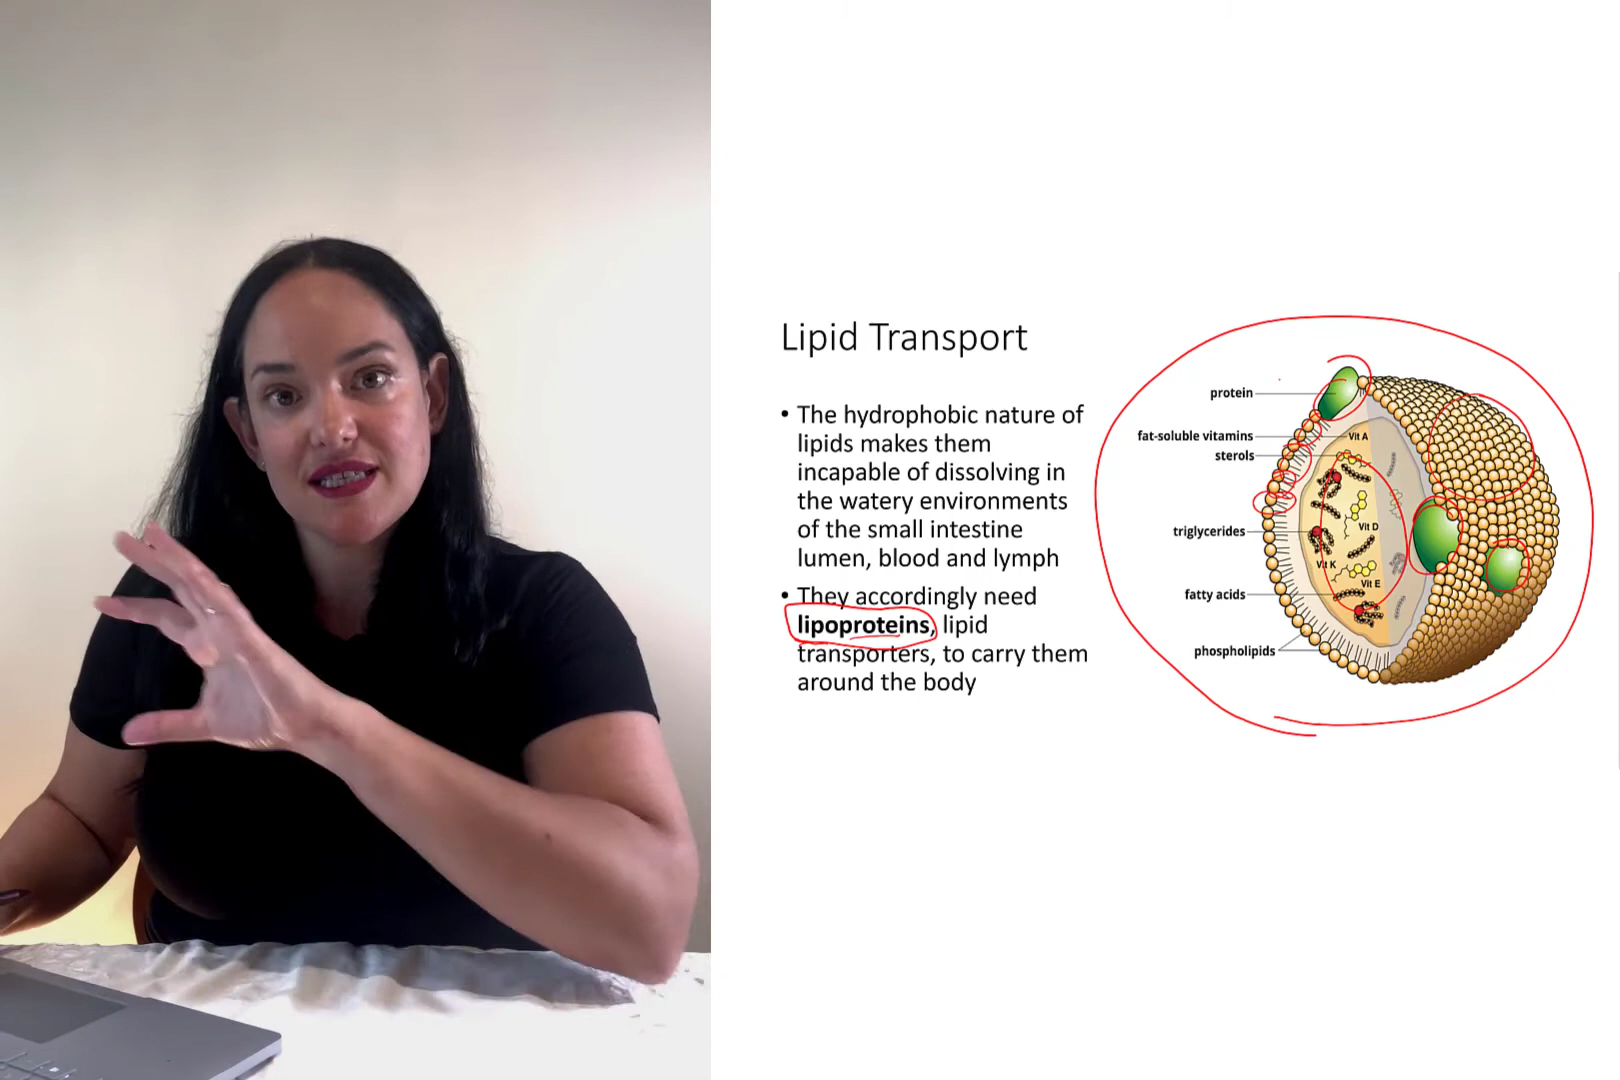 Lipid Transport
• The hydrophobic nature of
lipids makes them
incapable of dissolving in
the watery environments
of the small intestine
lumen, blood and lymph
• They accordingly need
lipoproteins, lipid
transporters, to carry them
around the body
protein
fat-soluble vitamins
sterols
triglycerides
fatty acids
phospholipids
Vit A
Vit D
Vit K
Vit E